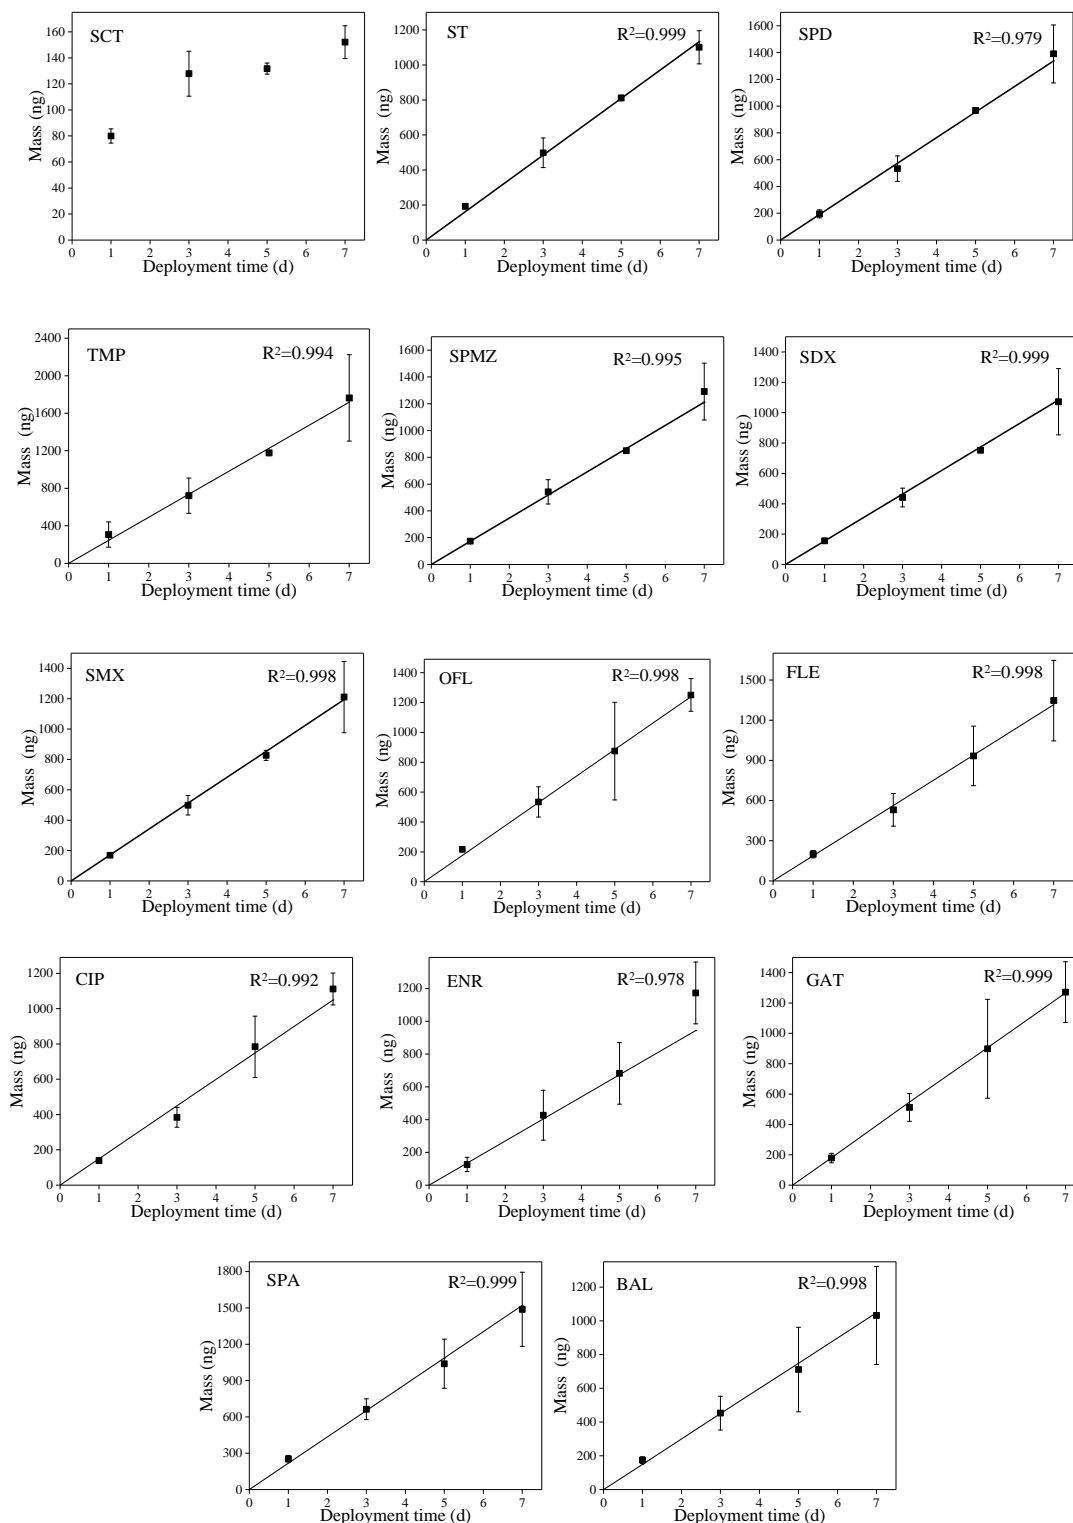 SCT
160
140
120
100
80
60
40
20
0
Mass (ng)
0 1 2 3 4 5 6 7
Deployment time (d)
ST
R²=0.999
1200
1000
800
600
400
200
0
Mass (ng)
0 1 2 3 4 5 6 7
Deployment time (d)
SPD
R²=0.979
1600
1400
1200
1000
800
600
400
200
0
Mass (ng)
0 1 2 3 4 5 6 7
Deployment time (d)
TMP
R²=0.994
2400
2000
1600
1200
800
400
0
Mass (ng)
0 1 2 3 4 5 6 7
Deployment time (d)
SPMZ
R²=0.995
1600
1400
1200
1000
800
600
400
200
0
Mass (ng)
0 1 2 3 4 5 6 7
Deployment time (d)
SDX
R²=0.999
1400
1200
1000
800
600
400
200
0
Mass (ng)
0 1 2 3 4 5 6 7
Deployment time (d)
SMX
R²=0.998
1400
1200
1000
800
600
400
200
0
Mass (ng)
0 1 2 3 4 5 6 7
Deployment time (d)
OFL
R²=0.998
1400
1200
1000
800
600
400
200
0
Mass (ng)
0 1 2 3 4 5 6 7
Deployment time (d)
FLE
R²=0.998
1500
1200
900
600
300
0
Mass (ng)
0 1 2 3 4 5 6 7
Deployment time (d)
CIP
R²=0.992
1200
1000
800
600
400
200
0
Mass (ng)
0 1 2 3 4 5 6 7
Deployment time (d)
ENR
R²=0.978
1200
1000
800
600
400
200
0
Mass (ng)
0 1 2 3 4 5 6 7
Deployment time (d)
GAT
R²=0.999
1400
1200
1000
800
600
400
200
0
Mass (ng)
0 1 2 3 4 5 6 7
Deployment time (d)
SPA
R²=0.999
1800
1500
1200
900
600
300
0
Mass (ng)
0 1 2 3 4 5 6 7
Deployment time (d)
BAL
R²=0.998
1200
1000
800
600
400
200
0
Mass (ng)
0 1 2 3 4 5 6 7
Deployment time (d)